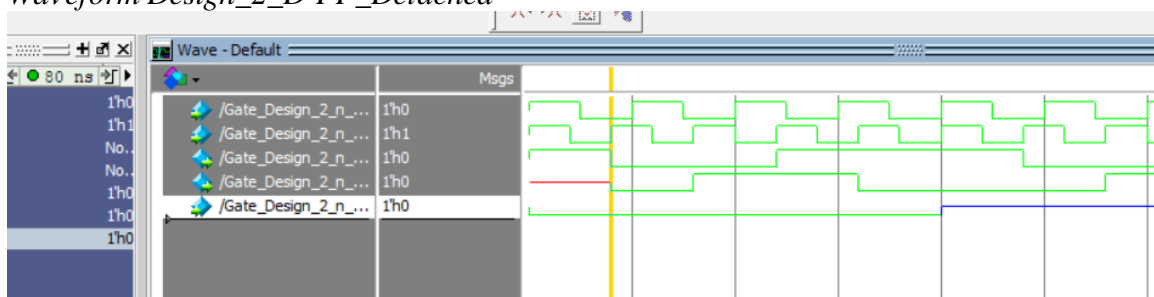 Waveform Design_2_D-FF_Detached
Wave - Default
80 ns
Msgs
1'h0
1'h1
No..
No..
1'h0
1'h0
1'h0
/Gate_Design_2_n_... 1'h0
/Gate_Design_2_n_... 1'h1
/Gate_Design_2_n_... 1'h0
/Gate_Design_2_n_... 1'h0
/Gate_Design_2_n_... 1'h0